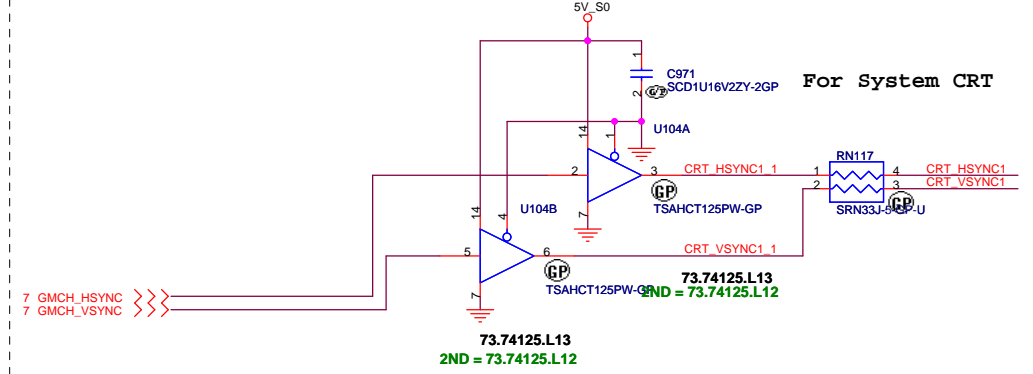 5V_S0
1
C971
SCD1U16V2ZY-2GP
2
G/P
For System CRT
14
1
U104A
RN117
2
3
CRT_HSYNC1_1
1
4
CRT_HSYNC1
2
3
CRT_VSYNC1
GP
GP
SRN33J-5-GP-U
TSAHCT125PW-GP
7
U104B
14
4
5
6
CRT_VSYNC1_1
GP
73.74125.L13
TSAHCT125PW-GP
2ND = 73.74125.L12
7
7 GMCH_HSYNC
7 GMCH_VSYNC
73.74125.L13
2ND = 73.74125.L12